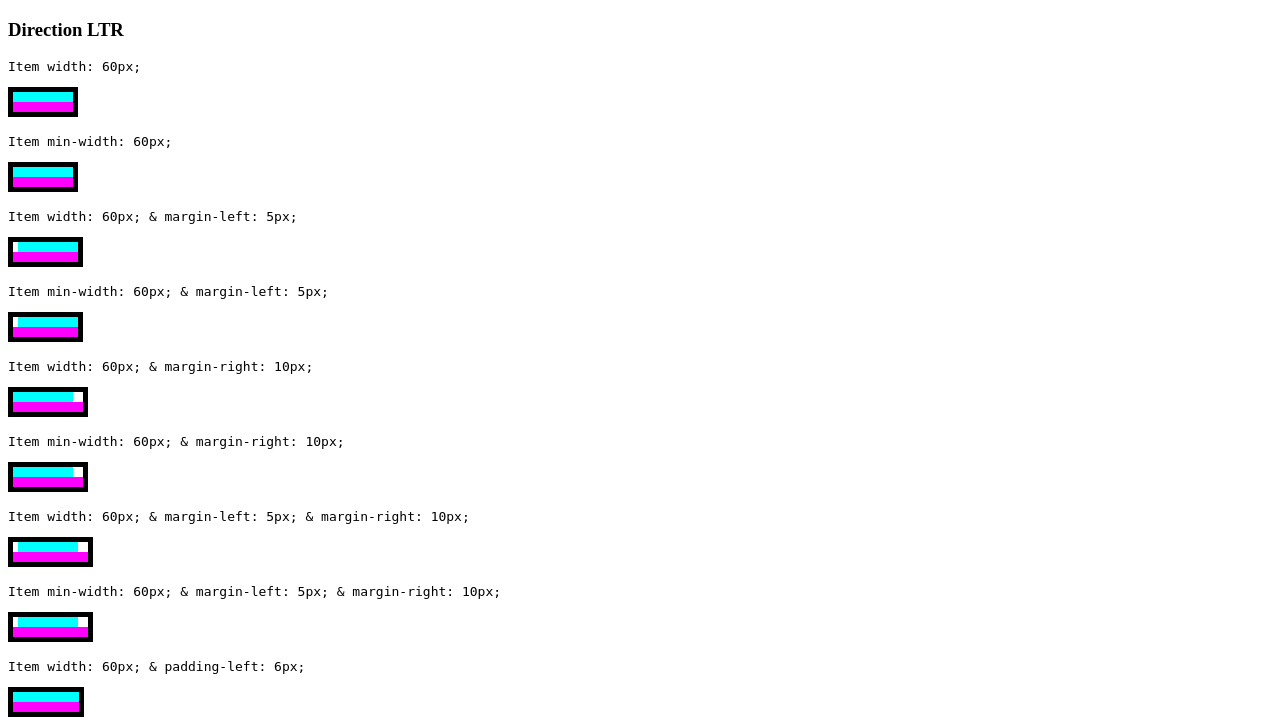 Direction LTR
Item width: 60px;
Item min-width: 60px;
Item width: 60px; & margin-left: 5px;
Item min-width: 60px; & margin-left: 5px;
Item width: 60px; & margin-right: 10px;
Item min-width: 60px; & margin-right: 10px;
Item width: 60px; & margin-left: 5px; & margin-right: 10px;
Item min-width: 60px; & margin-left: 5px; & margin-right: 10px;
Item width: 60px; & padding-left: 6px;